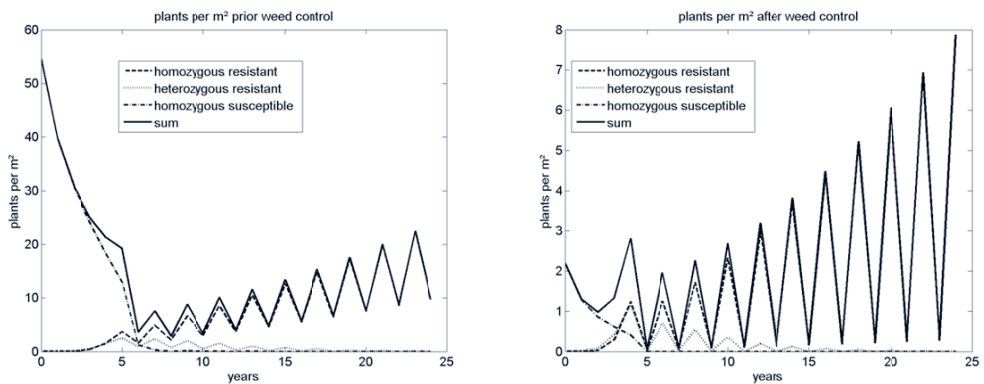 plants per m² prior weed control
60
50
40
30
20
10
0
plants per m²
homozygous resistant
heterozygous resistant
homozygous susceptible
sum
0 5 10 15 20 25
years
plants per m² after weed control
8
7
6
5
4
3
2
1
0
plants per m²
homozygous resistant
heterozygous resistant
homozygous susceptible
sum
0 5 10 15 20 25
years